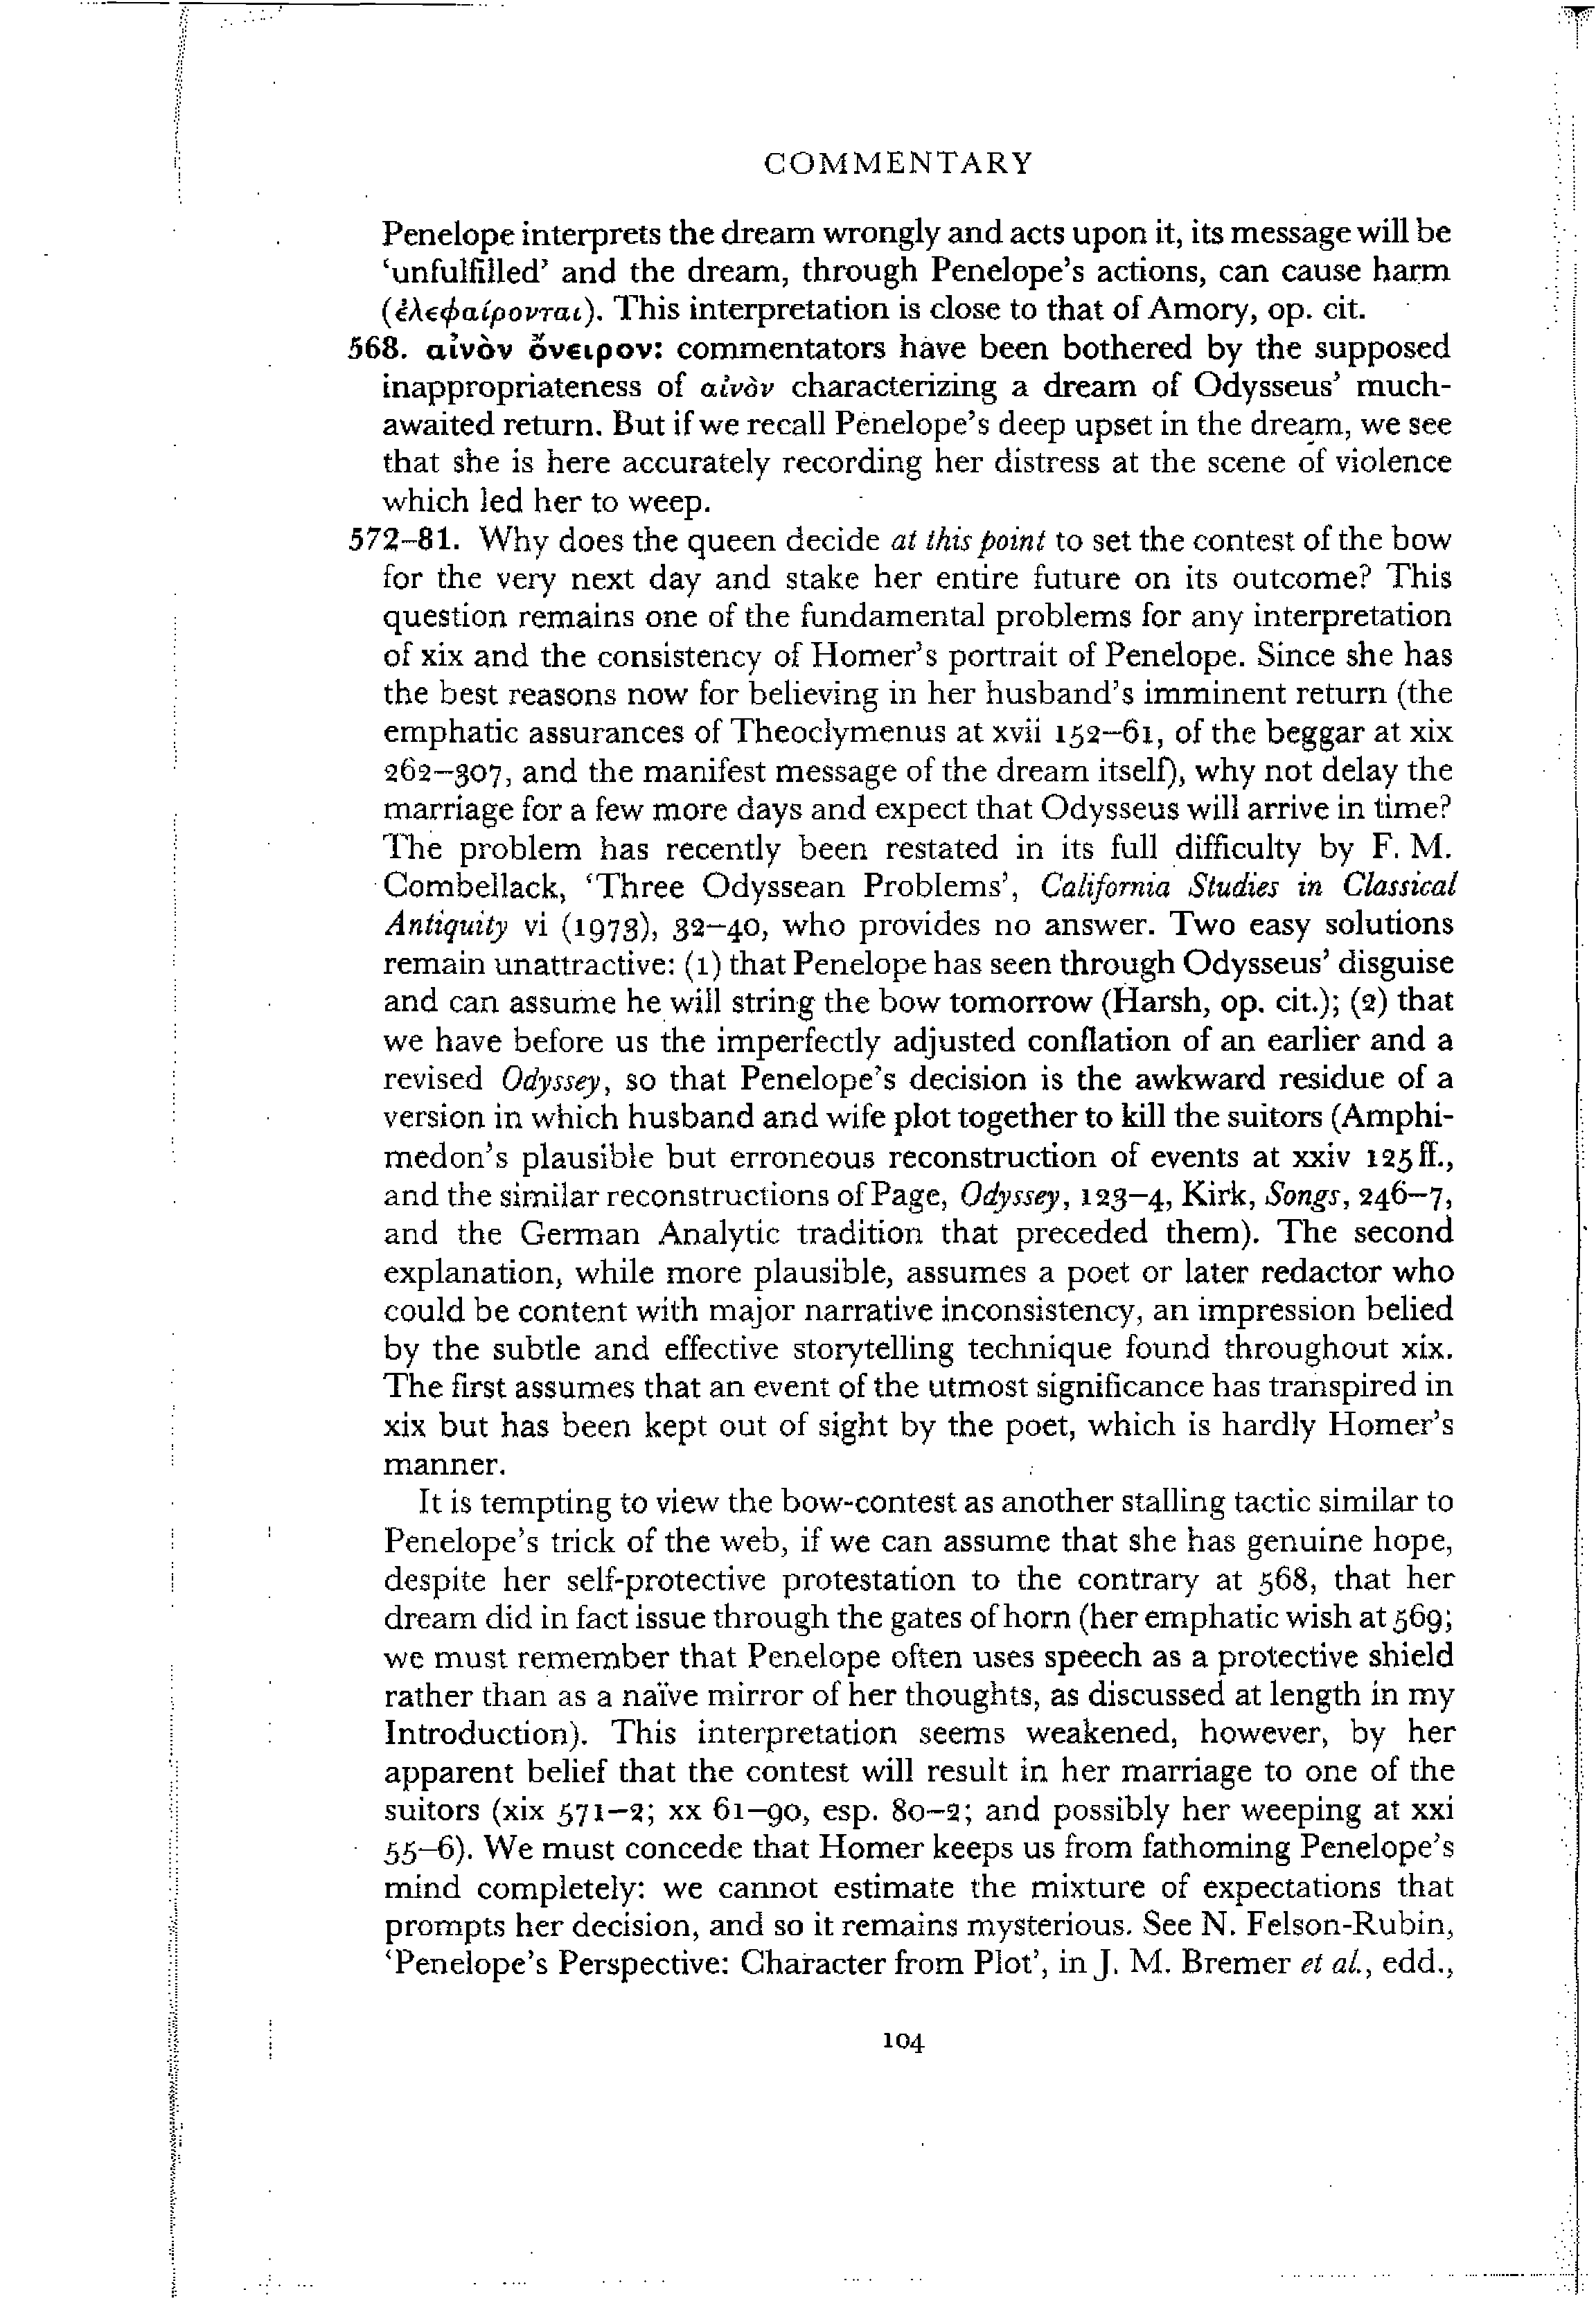 COMMENTARY
Penelope interprets the dream wrongly and acts upon it, its message will be
‘unfulfilled’ and the dream, through Penelope’s actions, can cause harm
(ἐλεφαίρονται). This interpretation is close to that of Amory, op. cit.
568. αἰνὸν ὄνειρον: commentators have been bothered by the supposed
inappropriateness of αἰνὸν characterizing a dream of Odysseus’ much-
awaited return. But if we recall Penelope’s deep upset in the dream, we see
that she is here accurately recording her distress at the scene of violence
which led her to weep.
572–81. Why does the queen decide at this point to set the contest of the bow
for the very next day and stake her entire future on its outcome? This
question remains one of the fundamental problems for any interpretation
of xix and the consistency of Homer’s portrait of Penelope. Since she has
the best reasons now for believing in her husband’s imminent return (the
emphatic assurances of Theoclymenus at xvii 152–61, of the beggar at xix
262–307, and the manifest message of the dream itself), why not delay the
marriage for a few more days and expect that Odysseus will arrive in time?
The problem has recently been restated in its full difficulty by F. M.
Combellack, ‘Three Odyssean Problems’, California Studies in Classical
Antiquity vi (1973), 32–40, who provides no answer. Two easy solutions
remain unattractive: (1) that Penelope has seen through Odysseus’ disguise
and can assume he will string the bow tomorrow (Harsh, op. cit.); (2) that
we have before us the imperfectly adjusted conflation of an earlier and a
revised Odyssey, so that Penelope’s decision is the awkward residue of a
version in which husband and wife plot together to kill the suitors (Amphi-
medon’s plausible but erroneous reconstruction of events at xxiv 125 ff.,
and the similar reconstructions of Page, Odyssey, 123–4, Kirk, Songs, 246–7,
and the German Analytic tradition that preceded them). The second
explanation, while more plausible, assumes a poet or later redactor who
could be content with major narrative inconsistency, an impression belied
by the subtle and effective storytelling technique found throughout xix.
The first assumes that an event of the utmost significance has transpired in
xix but has been kept out of sight by the poet, which is hardly Homer’s
manner.
It is tempting to view the bow-contest as another stalling tactic similar to
Penelope’s trick of the web, if we can assume that she has genuine hope,
despite her self-protective protestation to the contrary at 568, that her
dream did in fact issue through the gates of horn (her emphatic wish at 569;
we must remember that Penelope often uses speech as a protective shield
rather than as a naïve mirror of her thoughts, as discussed at length in my
Introduction). This interpretation seems weakened, however, by her
apparent belief that the contest will result in her marriage to one of the
suitors (xix 571–2; xx 61–90, esp. 80–2; and possibly her weeping at xxi
55–6). We must concede that Homer keeps us from fathoming Penelope’s
mind completely: we cannot estimate the mixture of expectations that
prompts her decision, and so it remains mysterious. See N. Felson-Rubin,
‘Penelope’s Perspective: Character from Plot’, in J. M. Bremer et al., edd.,
104